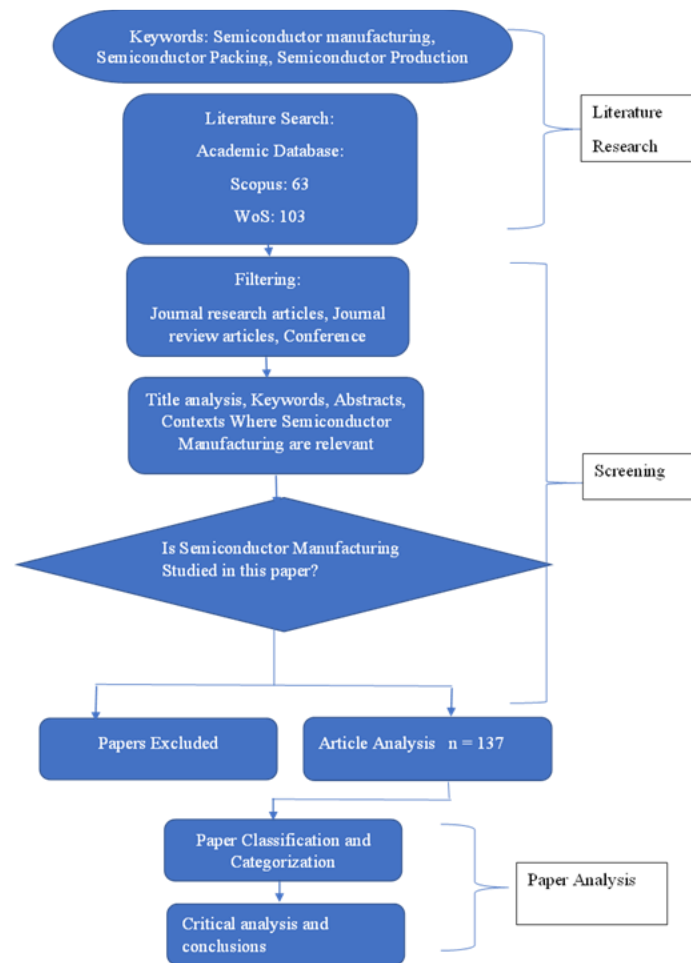 Keywords: Semiconductor manufacturing,
Semiconductor Packing, Semiconductor Production
Literature
Research
Literature Search:
Academic Database:
Scopus: 63
WoS: 103
Filtering:
Journal research articles, Journal
review articles, Conference
Title analysis, Keywords, Abstracts,
Contexts Where Semiconductor
Manufacturing are relevant
Screening
Is Semiconductor Manufacturing
Studied in this paper?
Papers Excluded
Article Analysis n = 137
Paper Classification and
Categorization
Paper Analysis
Critical analysis and
conclusions